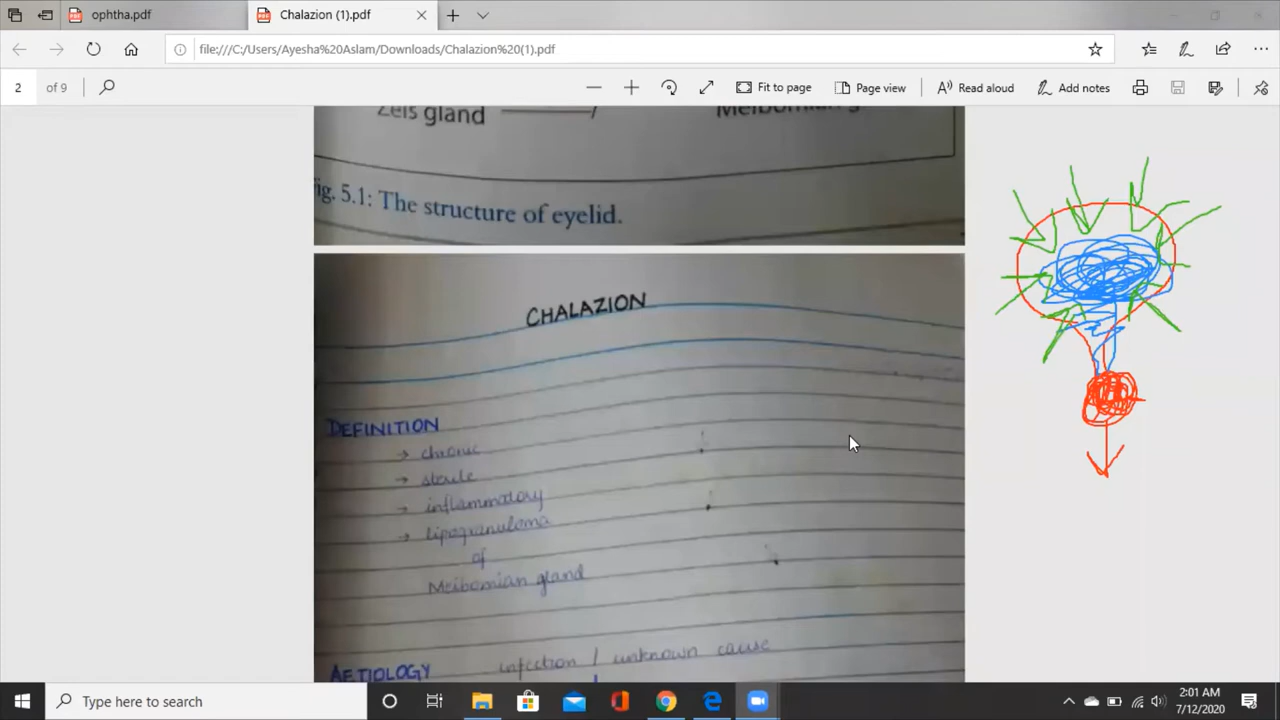 ophtha.pdf
Chalazion (1).pdf
file:///C:/Users/Ayesha%20Aslam/Downloads/Chalazion%20(1).pdf
2 of 9
Fit to page
Page view
Read aloud
Add notes
Zeis gland
Meibomian g
ig. 5.1: The structure of eyelid.
CHALAZION
DEFINITION
→ chronic
→ sterile
→ inflammatory
→ lipogranuloma
of
Meibomian gland
AETIOLOGY infection / unknown cause
Type here to search
2:01 AM
7/12/2020